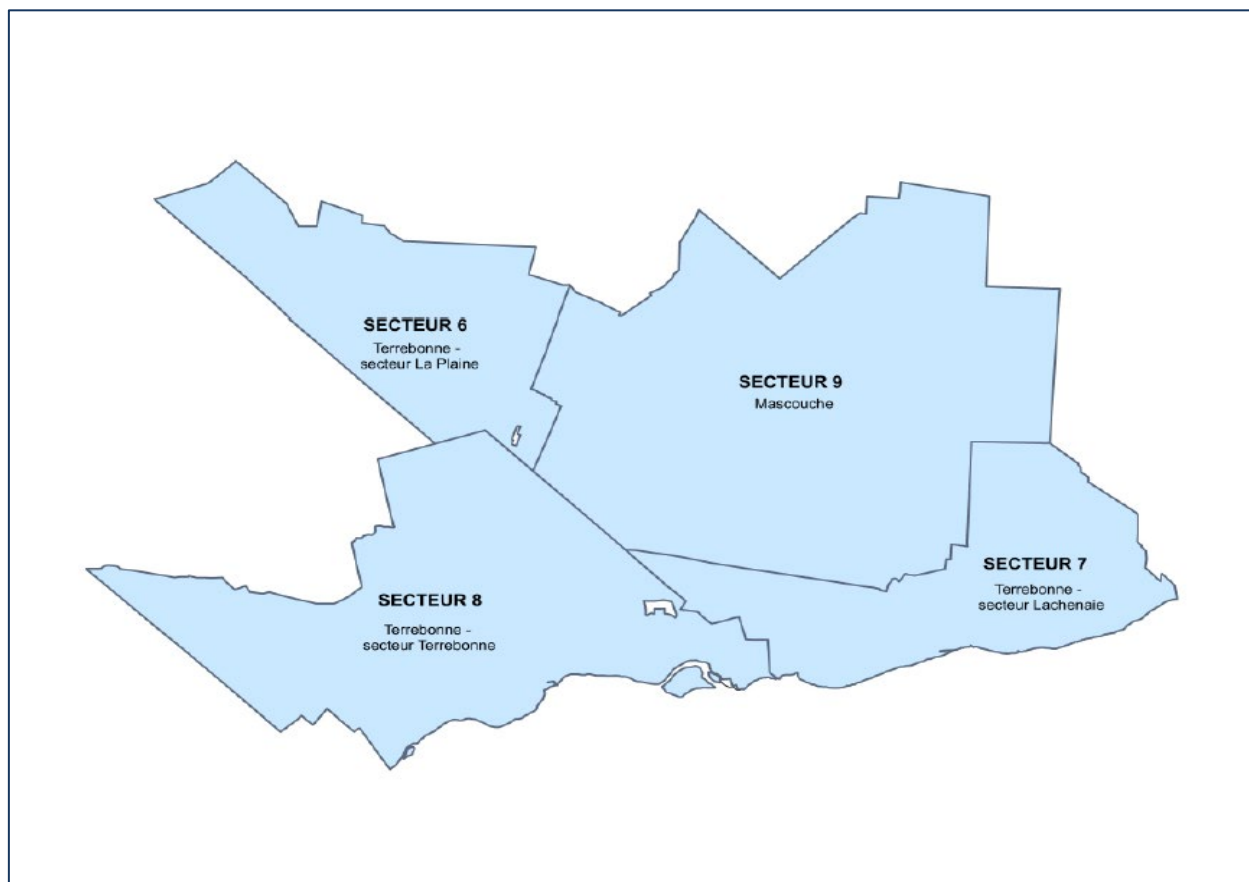 SECTEUR 6
Terrebonne -
secteur La Plaine
SECTEUR 9
Mascouche
SECTEUR 7
Terrebonne -
secteur Lachenaie
SECTEUR 8
Terrebonne -
secteur Terrebonne